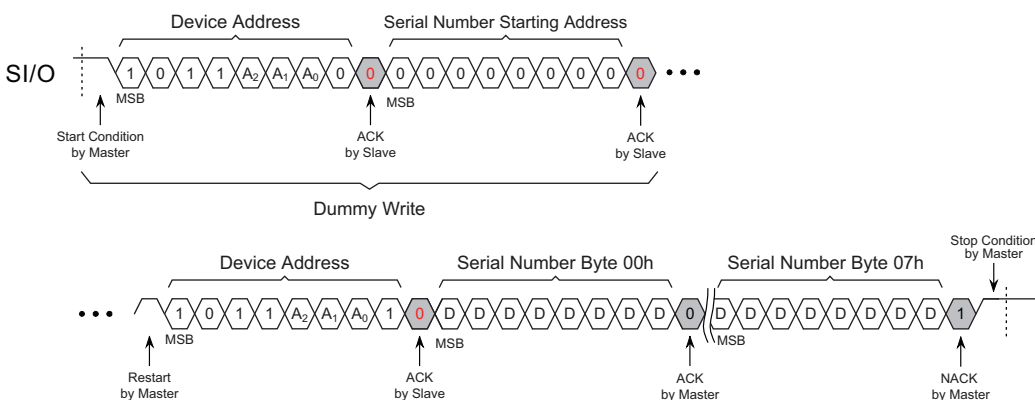 Device Address Serial Number Starting Address
SI/O 1 0 1 1 A2 A1 A0 0 0 0 0 0 0 0 0 0 0 0 •••
MSB MSB
Start Condition by Master
ACK by Slave
ACK by Slave
Dummy Write
Device Address Serial Number Byte 00h Serial Number Byte 07h
Stop Condition by Master
••• 1 0 1 1 A2 A1 A0 1 0 D D D D D D D D 0 D D D D D D D D 1
MSB MSB MSB
Restart by Master
ACK by Slave
ACK by Master
NACK by Master